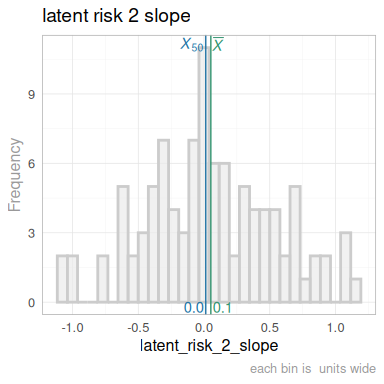 latent risk 2 slope
X50% X̅
9
6
3
0
Frequency
0.0 0.1
-1.0 -0.5 0.0 0.5 1.0
latent_risk_2_slope
each bin is  units wide